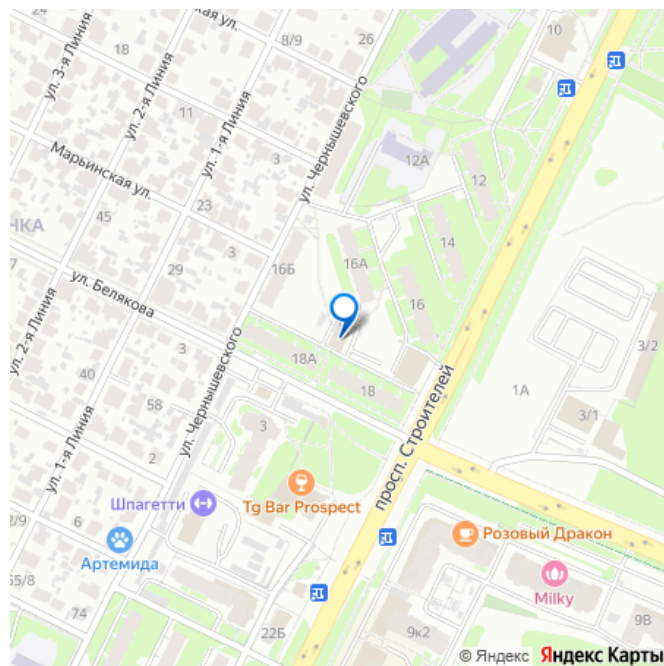 ская ул.
8/9
26
10
18
ул. 3-я Линия
ул. 2-я Линия
ул. 1-я Линия
ул. Чернышевского
11
3
12А
12
Марьинская ул.
45
23
14
НКА
3
16Б
16А
7
29
16
ул. Белякова
3
18А
18
3/2
ул. 2-я Линия
40
ул. Чернышевского
просп. Строителей
1А
3/1
58
3
2
ул. 1-я Линия
Шпагетти
Tg Bar Prospect
2/9
6
Розовый Дракон
Артемида
Milky
55/8
74
22Б
9к2
9В
© Яндекс Яндекс Карты